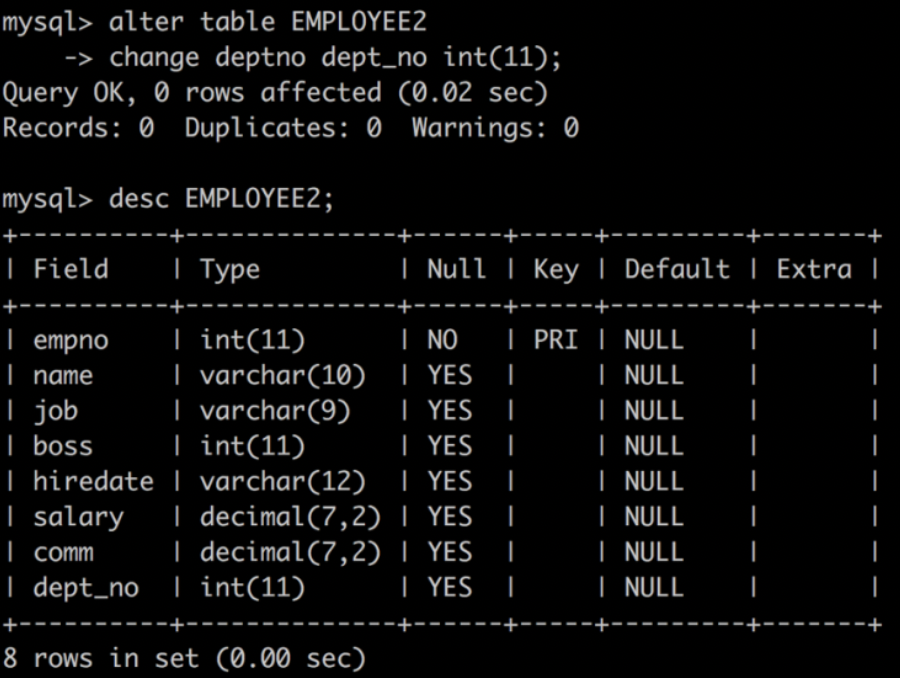 mysql> alter table EMPLOYEE2
    -> change deptno dept_no int(11);
Query OK, 0 rows affected (0.02 sec)
Records: 0  Duplicates: 0  Warnings: 0

mysql> desc EMPLOYEE2;
+----------+--------------+------+-----+---------+-------+
| Field    | Type         | Null | Key | Default | Extra |
+----------+--------------+------+-----+---------+-------+
| empno    | int(11)      | NO   | PRI | NULL    |       |
| name     | varchar(10)  | YES  |     | NULL    |       |
| job      | varchar(9)   | YES  |     | NULL    |       |
| boss     | int(11)      | YES  |     | NULL    |       |
| hiredate | varchar(12)  | YES  |     | NULL    |       |
| salary   | decimal(7,2) | YES  |     | NULL    |       |
| comm     | decimal(7,2) | YES  |     | NULL    |       |
| dept_no  | int(11)      | YES  |     | NULL    |       |
+----------+--------------+------+-----+---------+-------+
8 rows in set (0.00 sec)